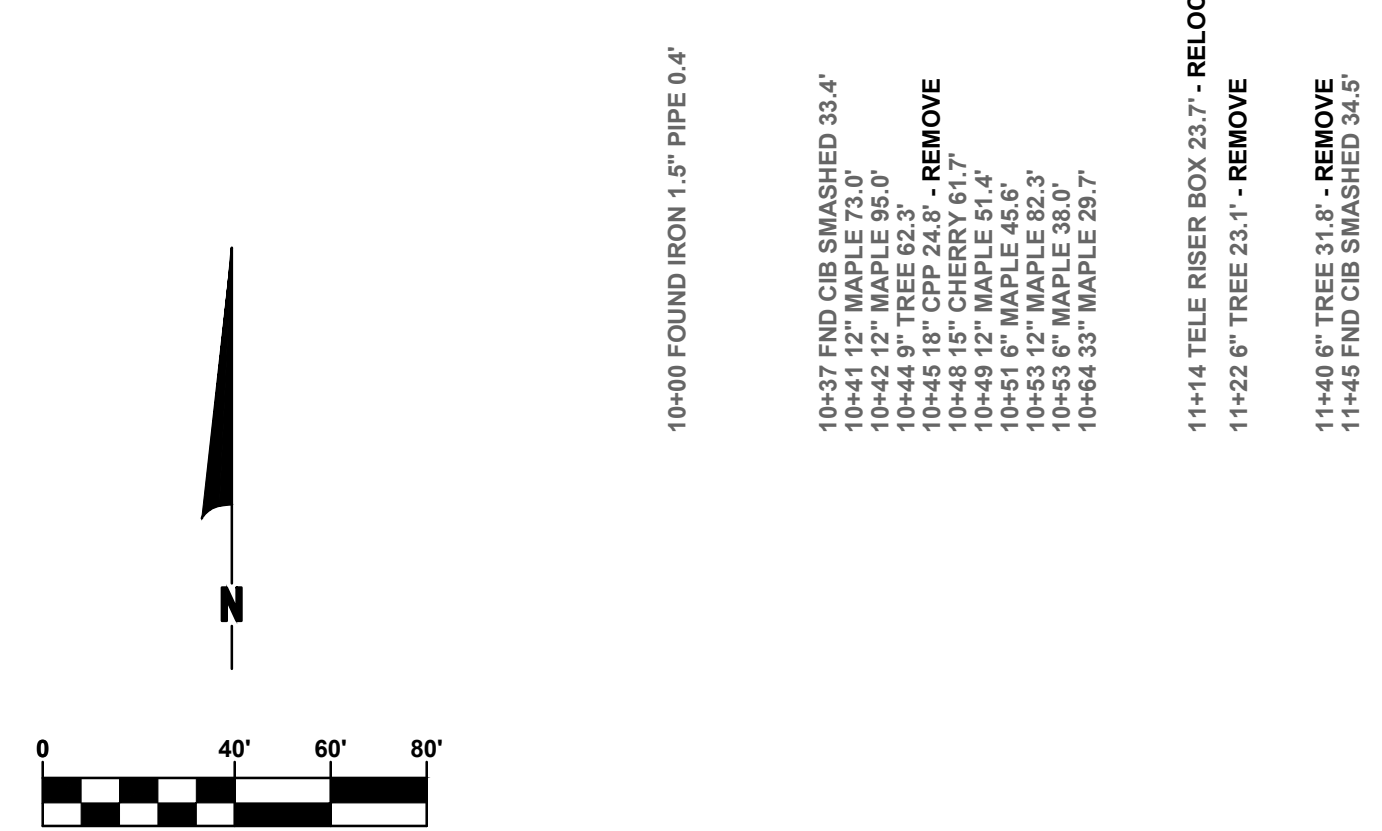 10+00 FOUND IRON 1.5" PIPE 0.4'
10+37 FND CIB SMASHED 33.4'
10+41 12" MAPLE 73.0'
10+42 12" MAPLE 95.0'
10+44 9" TREE 62.3'
10+45 18" CPP 24.8' - REMOVE
10+48 15" CHERRY 61.7'
10+49 12" MAPLE 51.4'
10+51 6" MAPLE 45.6'
10+53 12" MAPLE 82.3'
10+53 6" MAPLE 38.0'
10+64 33" MAPLE 29.7'
11+14 TELE RISER BOX 23.7' - RELOC
11+22 6" TREE 23.1' - REMOVE
11+40 6" TREE 31.8' - REMOVE
11+45 FND CIB SMASHED 34.5'
N
0 40' 60' 80'